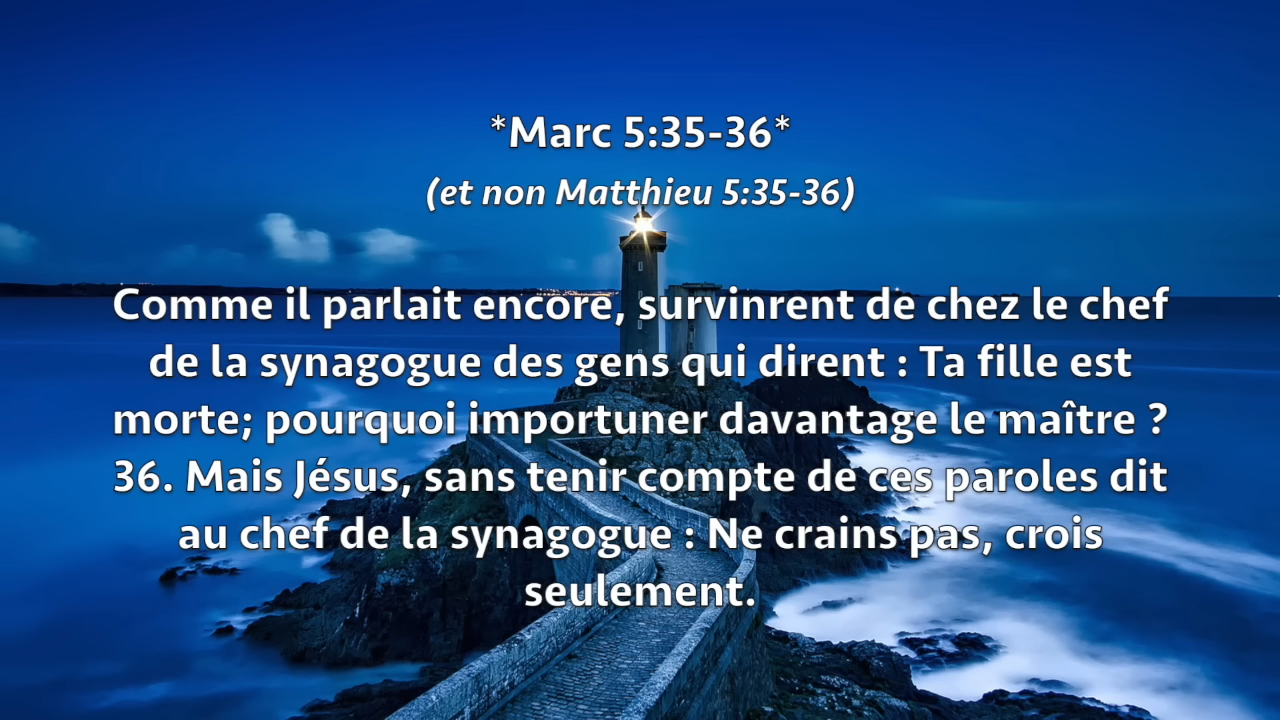 *Marc 5:35-36*
(et non Matthieu 5:35-36)
Comme il parlait encore, survinrent de chez le chef
de la synagogue des gens qui dirent : Ta fille est
morte; pourquoi importuner davantage le maître ?
36. Mais Jésus, sans tenir compte de ces paroles dit
au chef de la synagogue : Ne crains pas, crois
seulement.